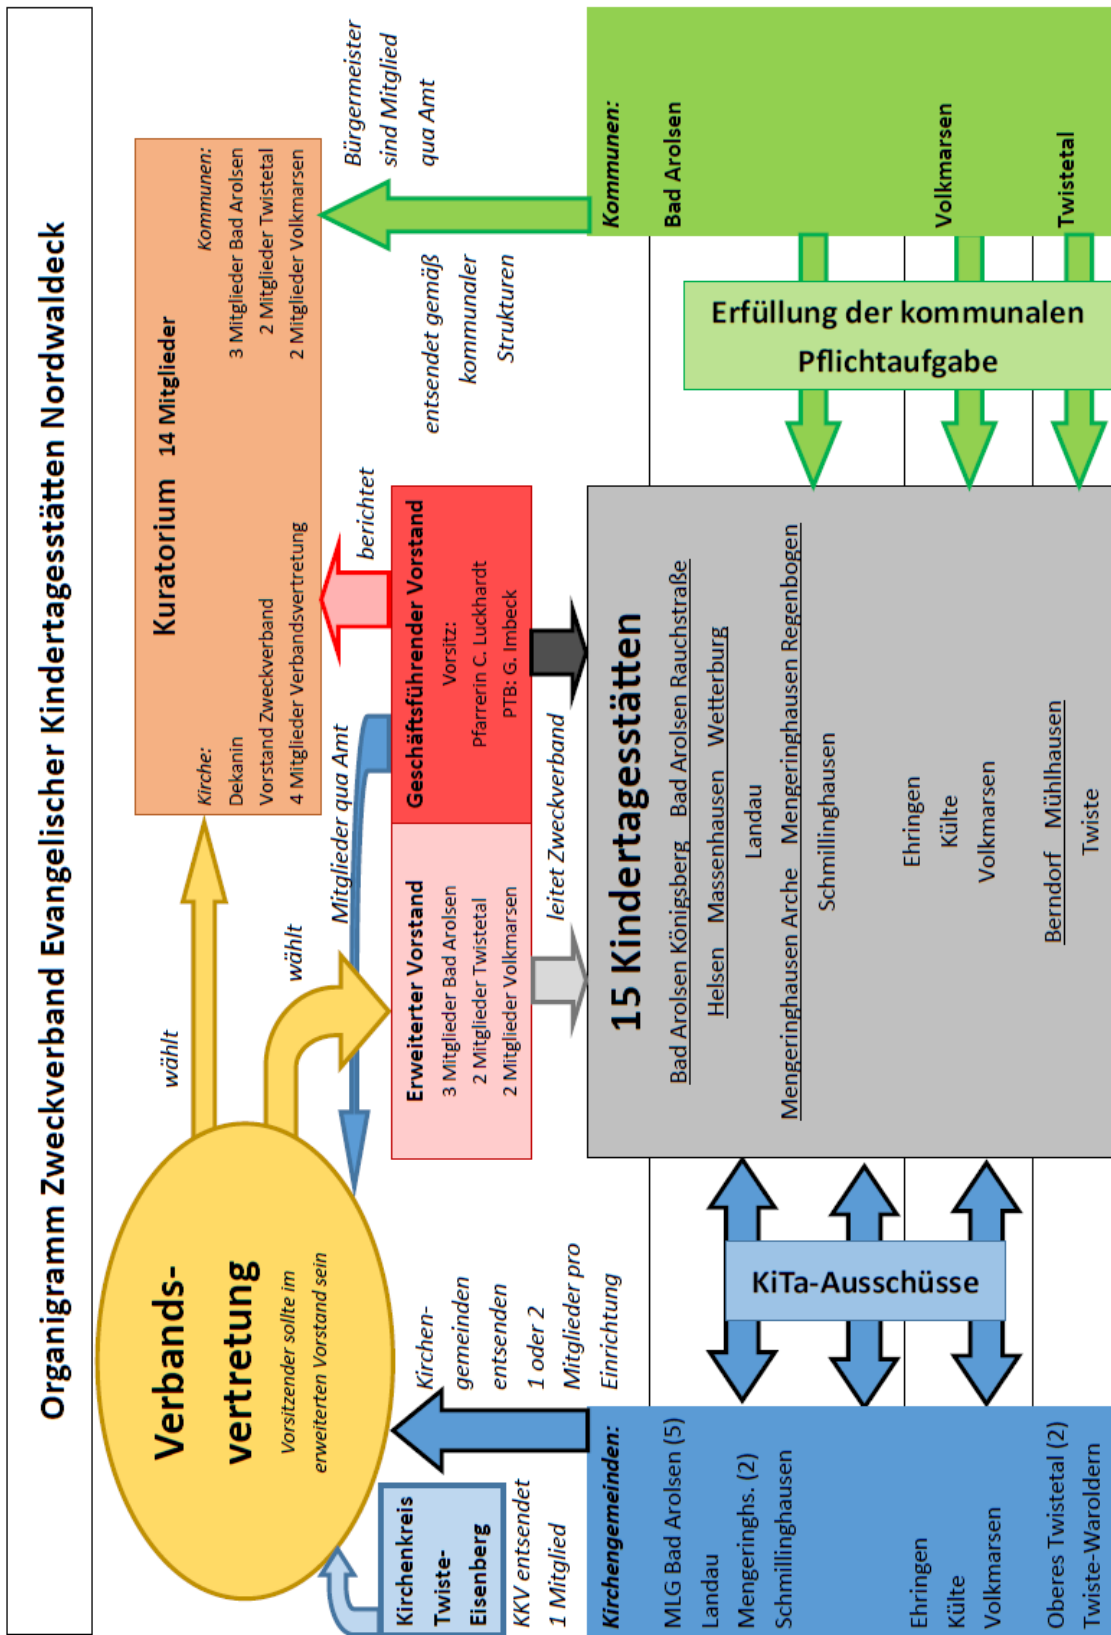 Organigramm Zweckverband Evangelischer Kindertagesstätten Nordwaldeck
Verbands-
vertretung
Vorsitzender sollte im
erweiterten Vorstand sein
wählt
wählt
Mitglieder qua Amt
Kuratorium 14 Mitglieder
Kirche:
Dekanin
Vorstand Zweckverband
4 Mitglieder Verbandsvertretung
Kommunen:
3 Mitglieder Bad Arolsen
2 Mitglieder Twistetal
2 Mitglieder Volkmarsen
Kirchenkreis
Twiste-
Eisenberg
KKV entsendet
1 Mitglied
Kirchen-
gemeinden
entsenden
1 oder 2
Mitglieder pro
Einrichtung
Erweiterter Vorstand
3 Mitglieder Bad Arolsen
2 Mitglieder Twistetal
2 Mitglieder Volkmarsen
Geschäftsführender Vorstand
Vorsitz:
Pfarrerin C. Luckhardt
PTB: G. Imbeck
berichtet
leitet Zweckverband
entsendet gemäß
kommunaler
Strukturen
Bürgermeister
sind Mitglied
qua Amt
Kirchengemeinden:
MLG Bad Arolsen (5)
Landau
Mengeringhs. (2)
Schmillinghausen
Ehringen
Külte
Volkmarsen
Oberes Twistetal (2)
Twiste-Waroldern
KiTa-Ausschüsse
15 Kindertagesstätten
Bad Arolsen Königsberg Bad Arolsen Rauchstraße
Helsen Massenhausen Wetterburg
Landau
Mengeringhausen Arche Mengeringhausen Regenbogen
Schmillinghausen
Ehringen
Külte
Volkmarsen
Berndorf Mühlhausen
Twiste
Erfüllung der kommunalen
Pflichtaufgabe
Kommunen:
Bad Arolsen
Volkmarsen
Twistetal